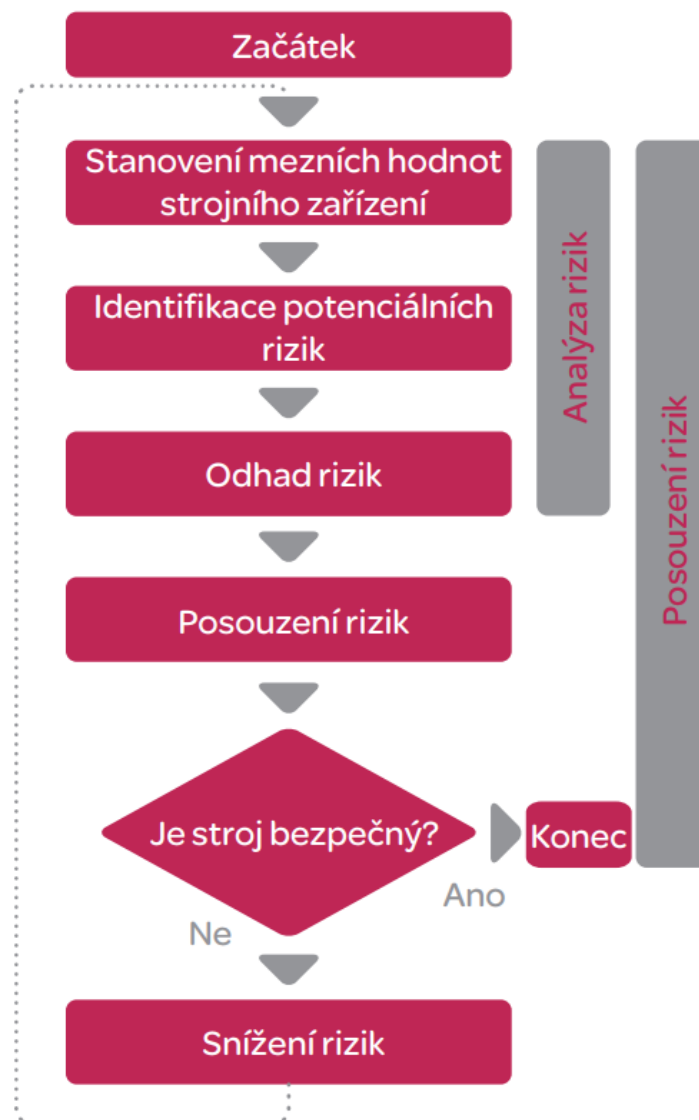 Začátek
Stanovení mezních hodnot
strojního zařízení
Identifikace potenciálních
rizik
Odhad rizik
Analýza rizik
Posouzení rizik
Posouzení rizik
Je stroj bezpečný?
Konec
Ano
Ne
Snížení rizik